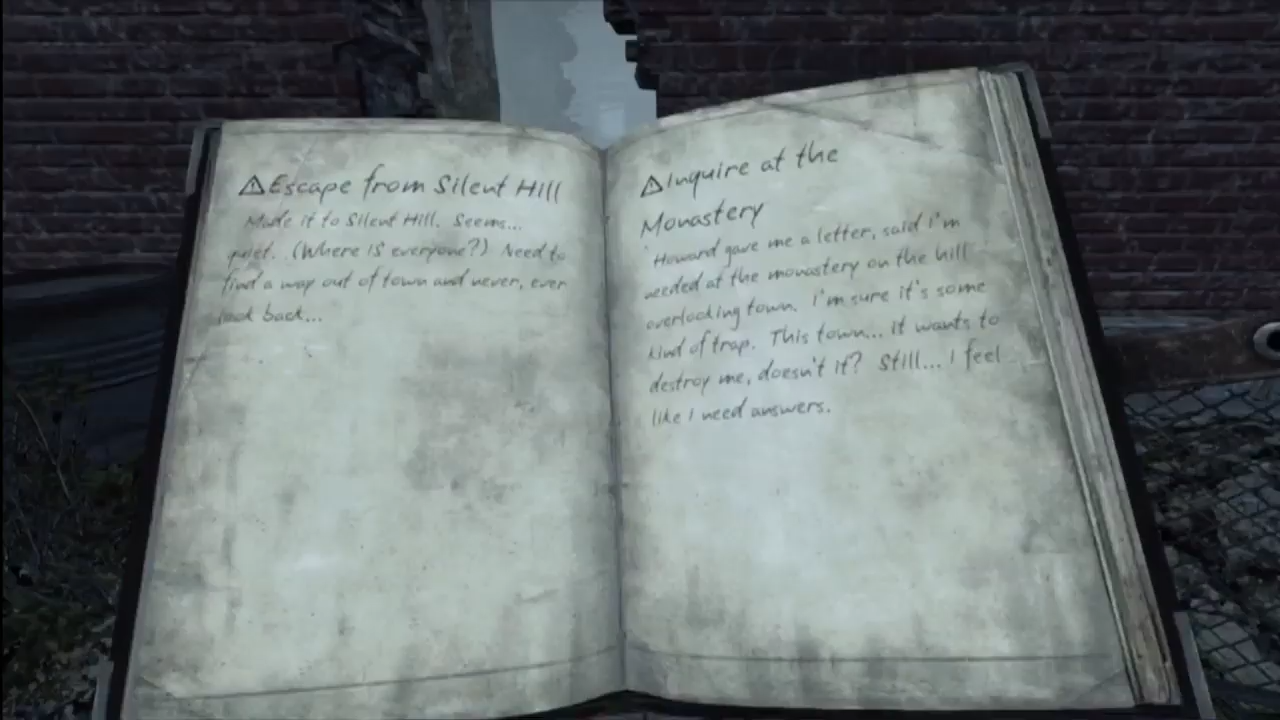 Escape from Silent Hill
Made it to Silent Hill. Seems...
quiet. (Where IS everyone?) Need to
find a way out of town and never, ever
look back...
Inquire at the
Monastery
Howard gave me a letter, said I'm
needed at the monastery on the hill
overlooking town. I'm sure it's some
kind of trap. This town... it wants to
destroy me, doesn't it? Still... I feel
like I need answers.